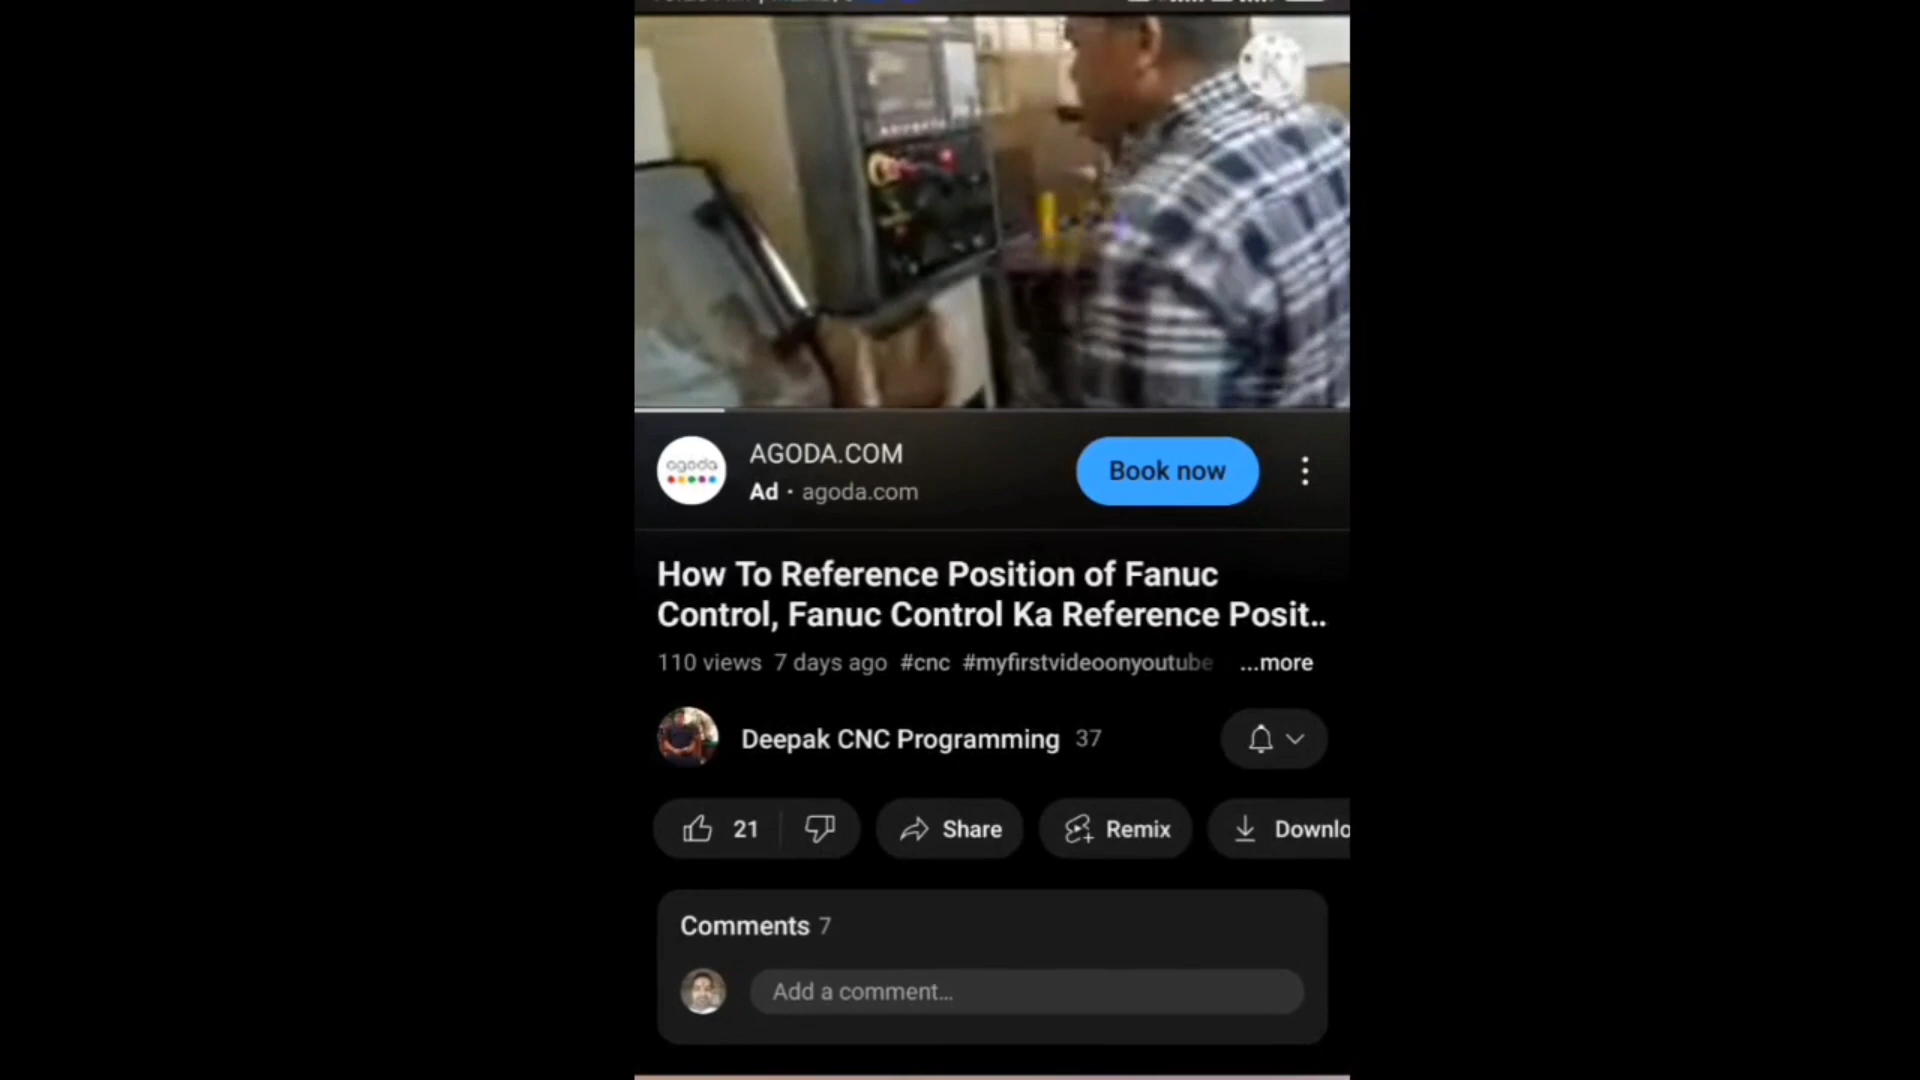 agoda
AGODA.COM
Ad · agoda.com
Book now
How To Reference Position of Fanuc
Control, Fanuc Control Ka Reference Posit..
110 views 7 days ago #cnc #myfirstvideoonyoutube ...more
Deepak CNC Programming 37
21
Share
Remix
Downlo
Comments 7
Add a comment...